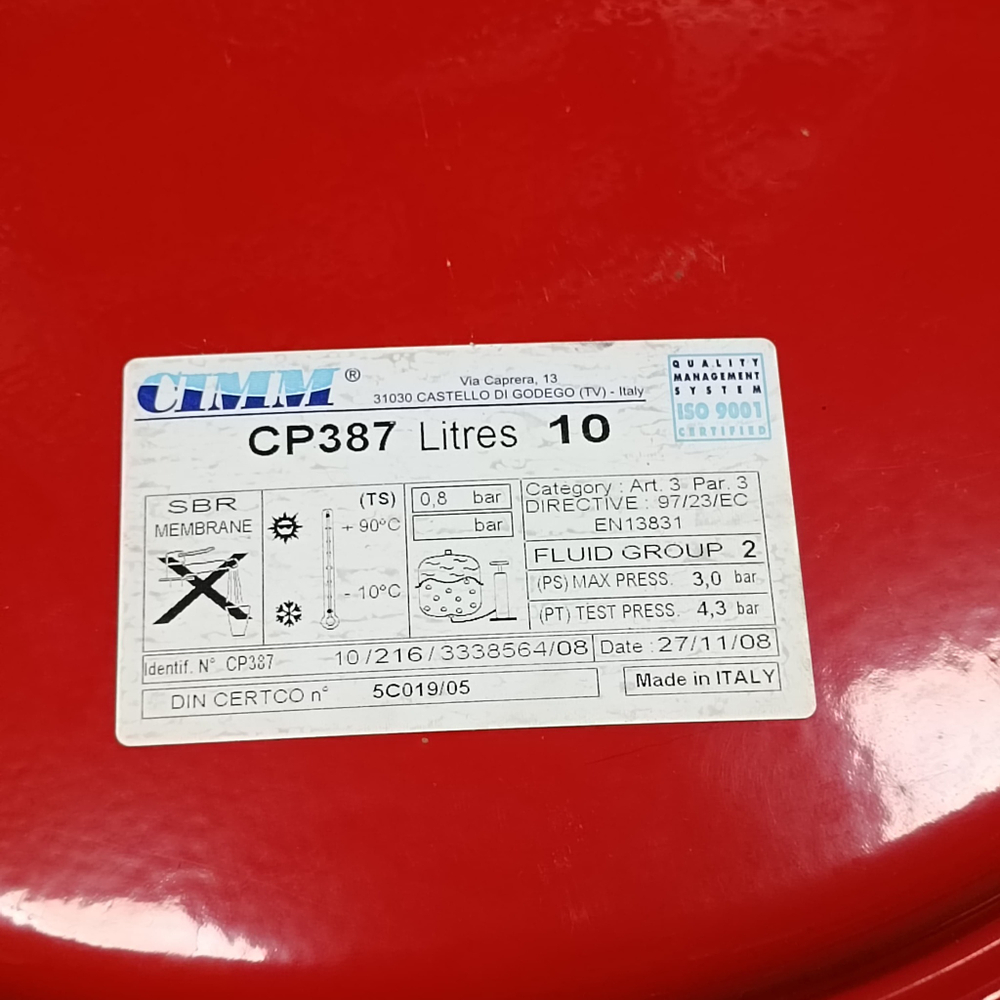 CIMM®
Via Caprera, 13
31030 CASTELLO DI GODEGO (TV) - Italy
QUALITY
MANAGEMENT
SYSTEM
ISO 9001
CERTIFIED
CP387 Litres 10
SBR
MEMBRANE
(TS)
+ 90°C
- 10°C
0,8 bar
bar
Category : Art. 3 Par. 3
DIRECTIVE : 97/23/EC
EN13831
FLUID GROUP 2
(PS) MAX PRESS. 3,0 bar
(PT) TEST PRESS. 4,3 bar
Identif. N° CP387 10/216/3338564/08
Date : 27/11/08
DIN CERTCO n° 5C019/05
Made in ITALY